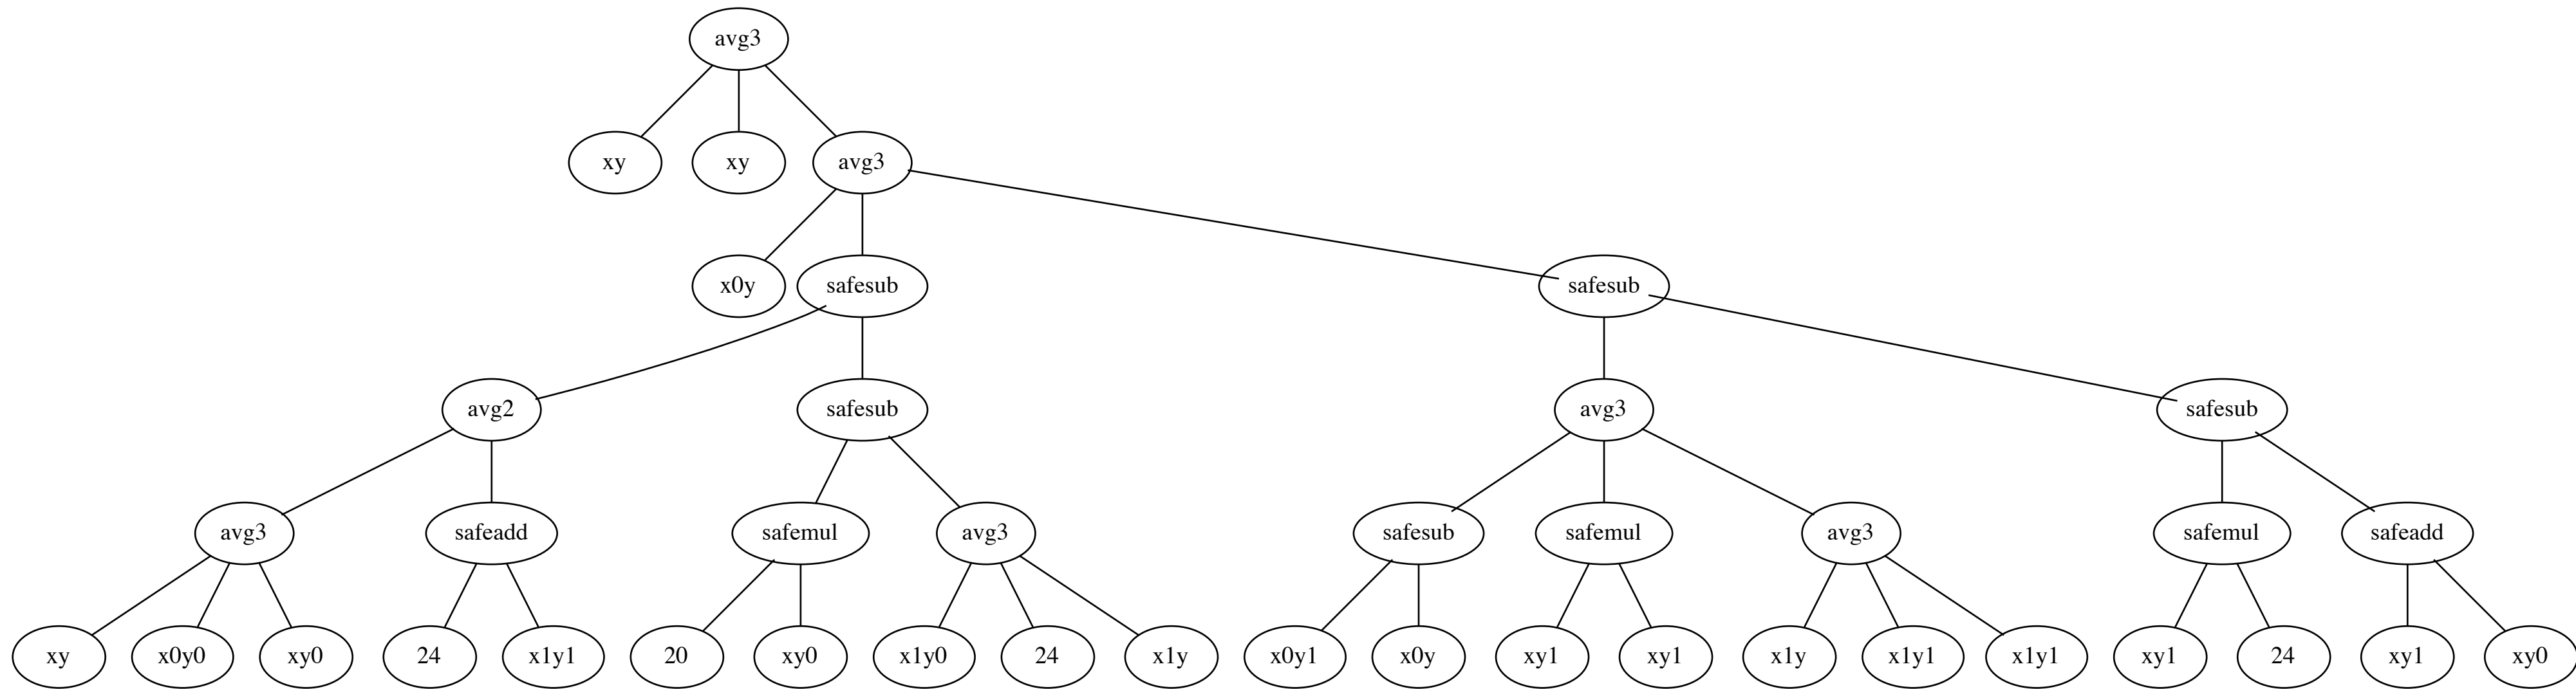 avg3
xy xy avg3
x0y safesub safesub
avg2 safesub avg3 safesub
avg3 safeadd safemul avg3 safesub safemul avg3 safemul safeadd
xy x0y0 xy0 24 x1y1 20 xy0 x1y0 24 x1y x0y1 x0y xy1 xy1 x1y x1y1 x1y1 xy1 24 xy1 xy0